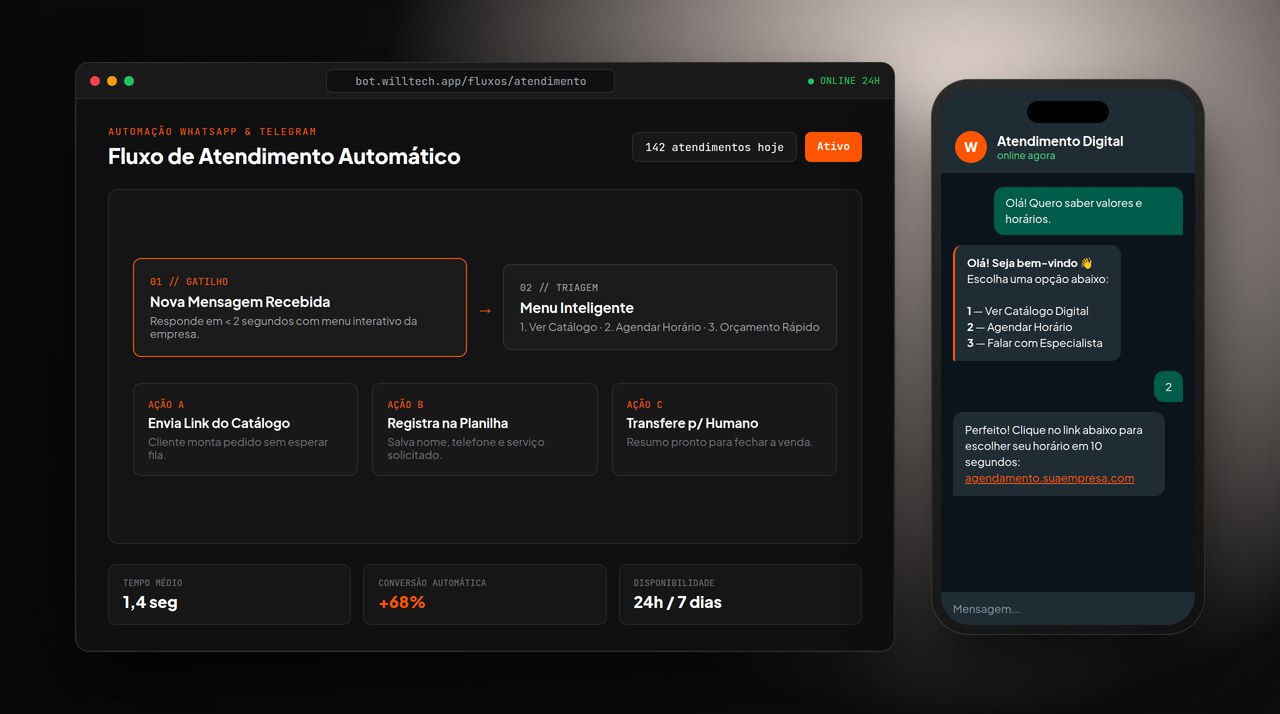 bot.willtech.app/fluxos/atendimento
● ONLINE 24H
AUTOMAÇÃO WHATSAPP & TELEGRAM
Fluxo de Atendimento Automático
142 atendimentos hoje
Ativo
01 // GATILHO
Nova Mensagem Recebida
Responde em < 2 segundos com menu interativo da
empresa.
→
02 // TRIAGEM
Menu Inteligente
1. Ver Catálogo · 2. Agendar Horário · 3. Orçamento Rápido
AÇÃO A
Envia Link do Catálogo
Cliente monta pedido sem esperar
fila.
AÇÃO B
Registra na Planilha
Salva nome, telefone e serviço
solicitado.
AÇÃO C
Transfere p/ Humano
Resumo pronto para fechar a venda.
TEMPO MÉDIO
1,4 seg
CONVERSÃO AUTOMÁTICA
+68%
DISPONIBILIDADE
24h / 7 dias
W
Atendimento Digital
online agora
Olá! Quero saber valores e
horários.
Olá! Seja bem-vindo 👋
Escolha uma opção abaixo:
1 — Ver Catálogo Digital
2 — Agendar Horário
3 — Falar com Especialista
2
Perfeito! Clique no link abaixo para
escolher seu horário em 10
segundos:
agendamento.suaempresa.com
Mensagem...